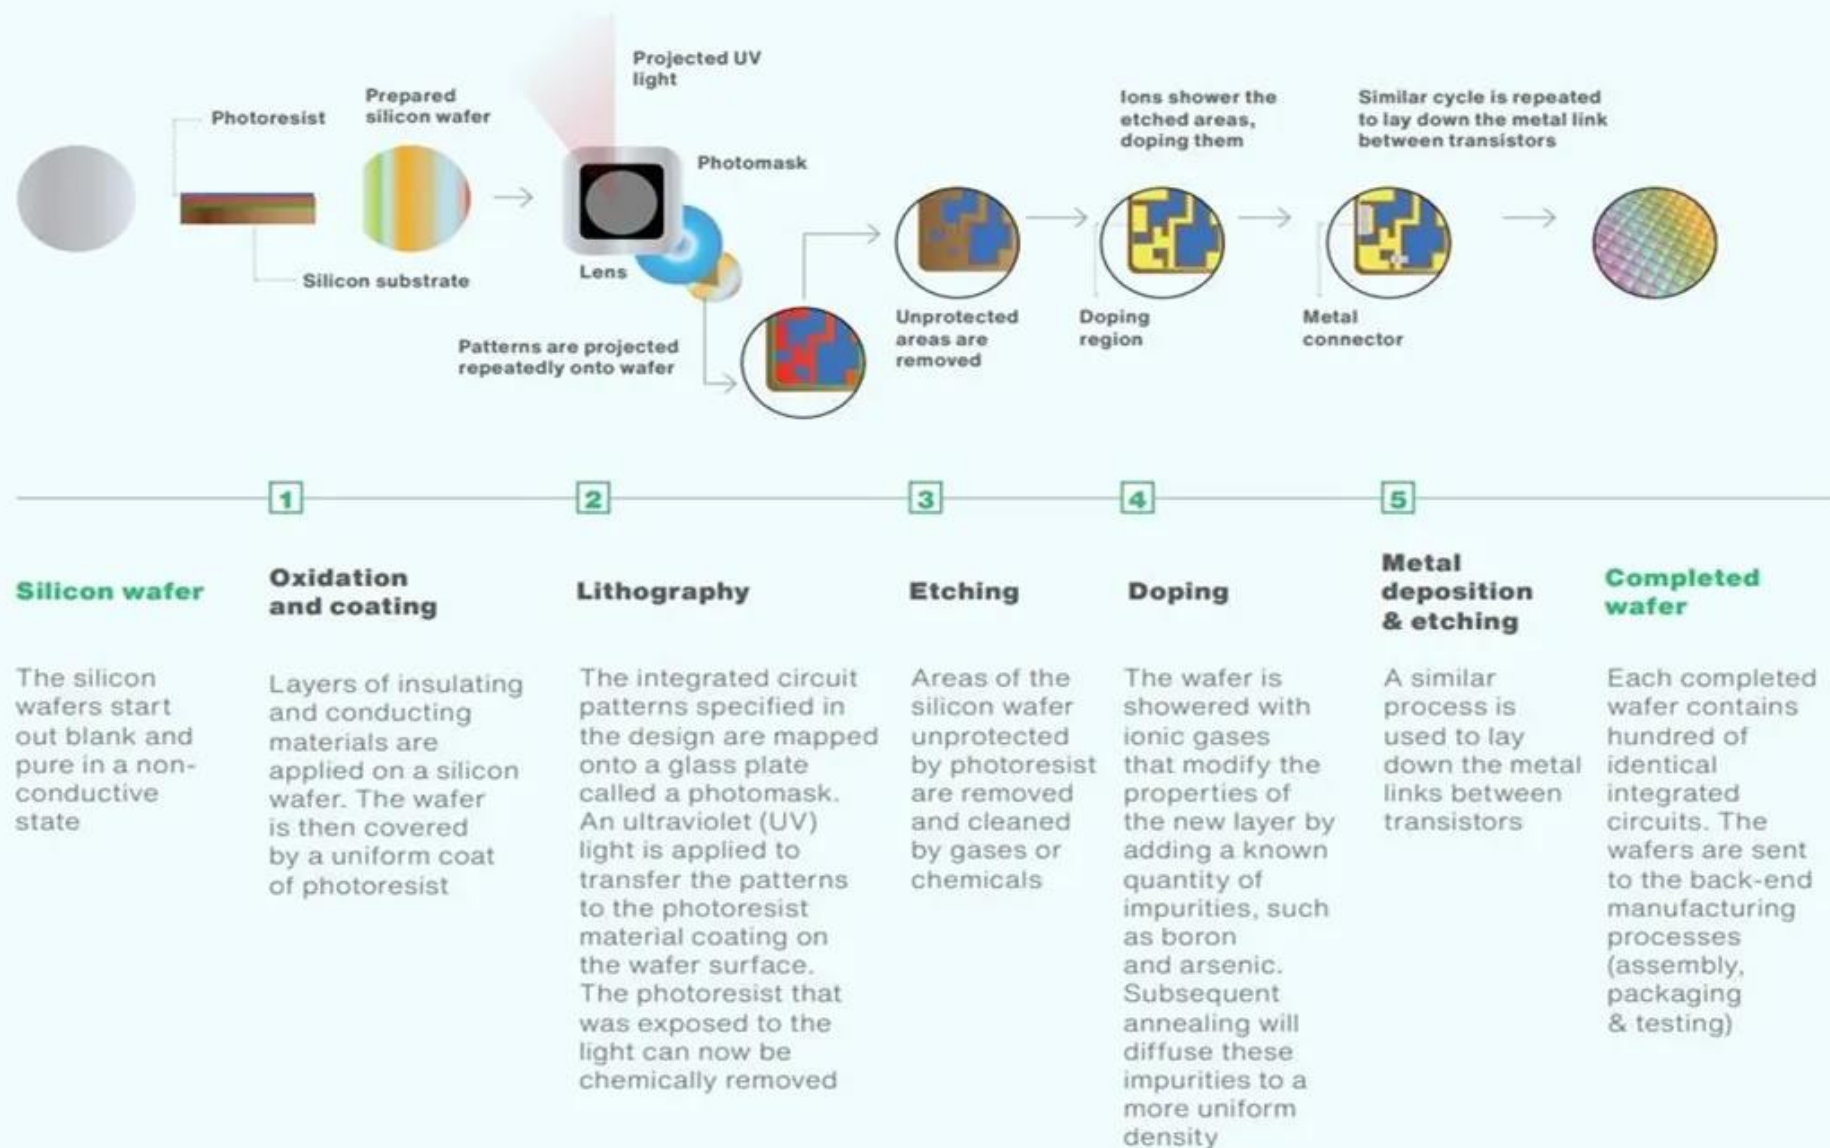 Projected UV
light
Photoresist
Prepared
silicon wafer
Photomask
Silicon substrate
Lens
Patterns are projected
repeatedly onto wafer
Unprotected
areas are
removed
Ions shower the
etched areas,
doping them
Doping
region
Similar cycle is repeated
to lay down the metal link
between transistors
Metal
connector
1
2
3
4
5
Silicon wafer
The silicon
wafers start
out blank and
pure in a non-
conductive
state
Oxidation
and coating
Layers of insulating
and conducting
materials are
applied on a silicon
wafer. The wafer
is then covered
by a uniform coat
of photoresist
Lithography
The integrated circuit
patterns specified in
the design are mapped
onto a glass plate
called a photomask.
An ultraviolet (UV)
light is applied to
transfer the patterns
to the photoresist
material coating on
the wafer surface.
The photoresist that
was exposed to the
light can now be
chemically removed
Etching
Areas of the
silicon wafer
unprotected
by photoresist
are removed
and cleaned
by gases or
chemicals
Doping
The wafer is
showered with
ionic gases
that modify the
properties of
the new layer by
adding a known
quantity of
impurities, such
as boron
and arsenic.
Subsequent
annealing will
diffuse these
impurities to a
more uniform
density
Metal
deposition
& etching
A similar
process is
used to lay
down the metal
links between
transistors
Completed
wafer
Each completed
wafer contains
hundred of
identical
integrated
circuits. The
wafers are sent
to the back-end
manufacturing
processes
(assembly,
packaging
& testing)